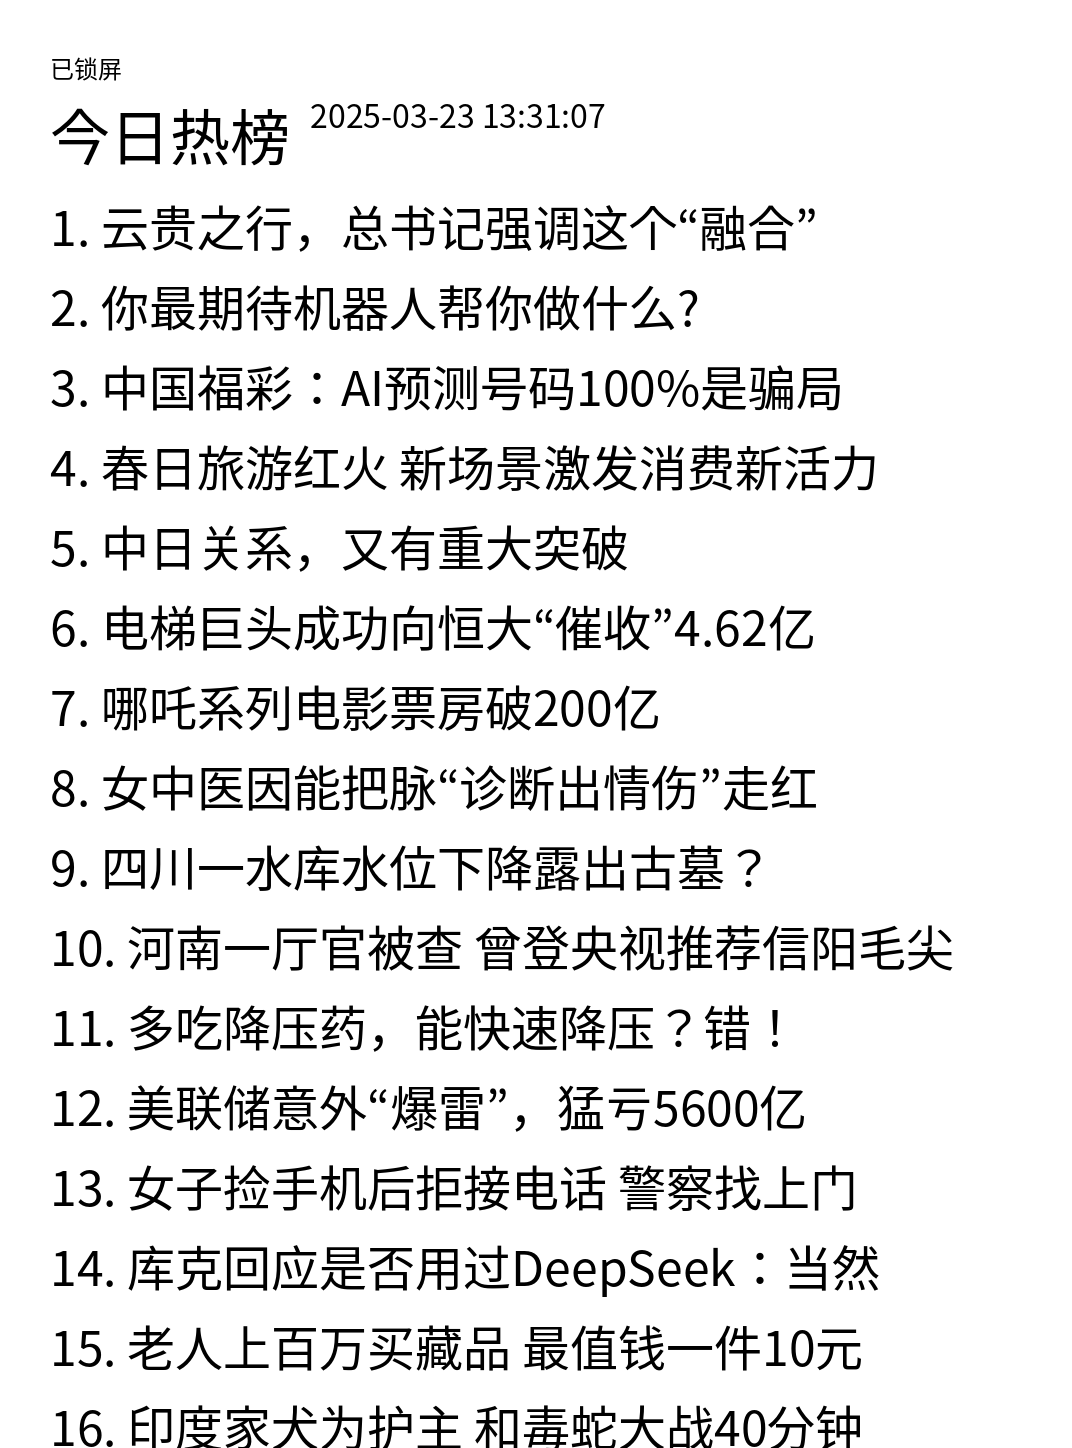 已锁屏
今日热榜 2025-03-23 13:31:07
1. 云贵之行，总书记强调这个“融合”
2. 你最期待机器人帮你做什么?
3. 中国福彩：AI预测号码100%是骗局
4. 春日旅游红火 新场景激发消费新活力
5. 中日关系，又有重大突破
6. 电梯巨头成功向恒大“催收”4.62亿
7. 哪吒系列电影票房破200亿
8. 女中医因能把脉“诊断出情伤”走红
9. 四川一水库水位下降露出古墓？
10. 河南一厅官被查 曾登央视推荐信阳毛尖
11. 多吃降压药，能快速降压？错！
12. 美联储意外“爆雷”，猛亏5600亿
13. 女子捡手机后拒接电话 警察找上门
14. 库克回应是否用过DeepSeek：当然
15. 老人上百万买藏品 最值钱一件10元
16. 印度家犬为护主 和毒蛇大战40分钟